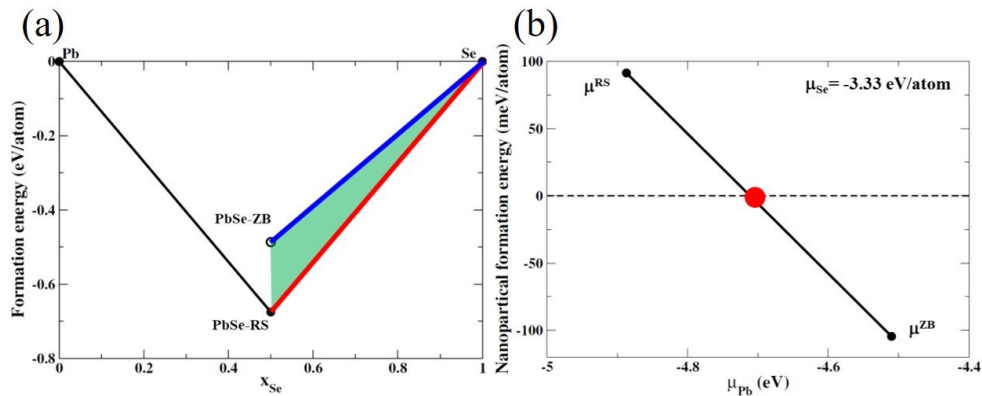 (a)
Pb
Se
0
-0.2
-0.4
-0.6
-0.8
Formation energy (eV/atom)
PbSe-ZB
PbSe-RS
0
0.2
0.4
0.6
0.8
1
xSe
(b)
100
50
0
-50
-100
Nanopartical formation energy (meV/atom)
μRS
μSe= -3.33 eV/atom
μZB
-5
-4.8
-4.6
-4.4
μPb (eV)